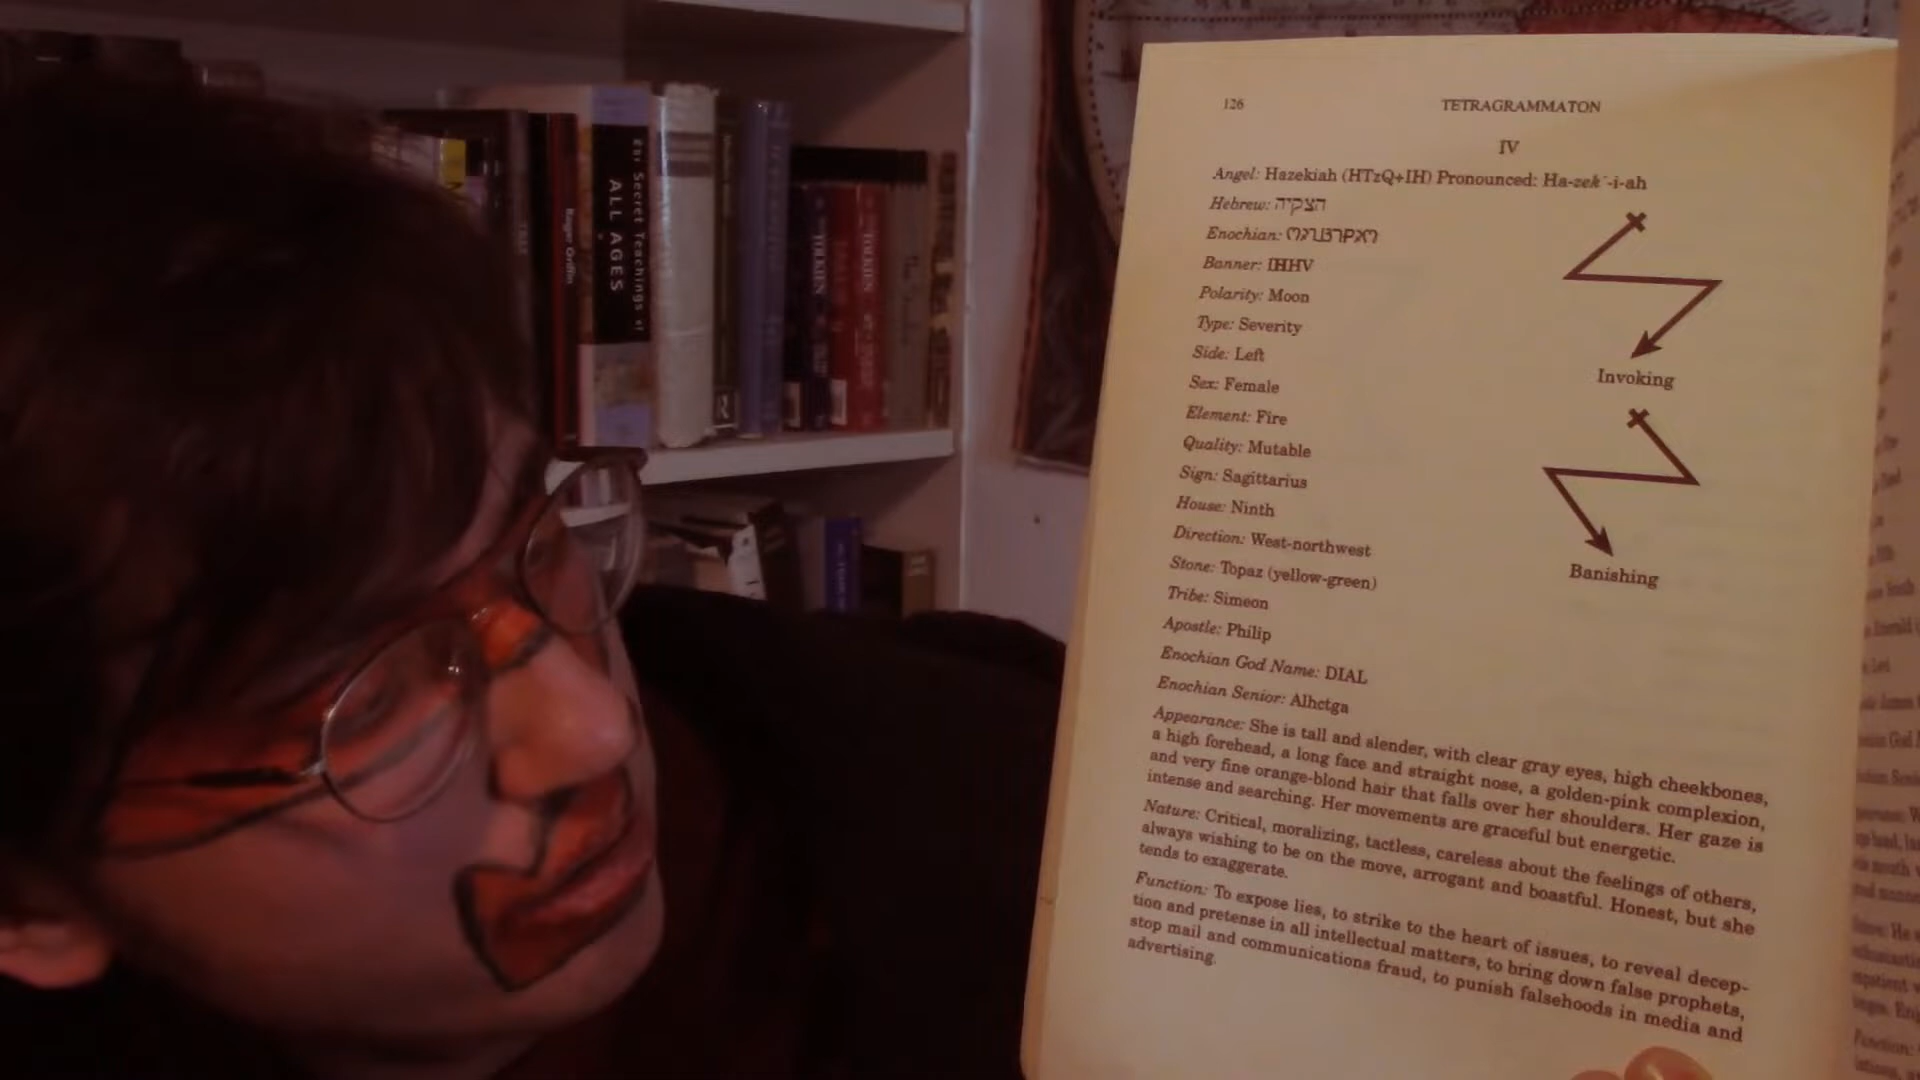 126 TETRAGRAMMATON
IV
Angel: Hazekiah (HTzQ+IH) Pronounced: Ha-zek´-i-ah
Hebrew: הצקיה
Enochian:
Banner: IHHV
Polarity: Moon
Type: Severity
Side: Left
Sex: Female
Element: Fire
Quality: Mutable
Sign: Sagittarius
House: Ninth
Direction: West-northwest
Stone: Topaz (yellow-green)
Tribe: Simeon
Apostle: Philip
Enochian God Name: DIAL
Enochian Senior: Alhctga
Invoking
Banishing
Appearance: She is tall and slender, with clear gray eyes, high cheekbones,
a high forehead, a long face and straight nose, a golden-pink complexion,
and very fine orange-blond hair that falls over her shoulders. Her gaze is
intense and searching. Her movements are graceful but energetic.
Nature: Critical, moralizing, tactless, careless about the feelings of others,
always wishing to be on the move, arrogant and boastful. Honest, but she
tends to exaggerate.
Function: To expose lies, to strike to the heart of issues, to reveal decep-
tion and pretense in all intellectual matters, to bring down false prophets,
stop mail and communications fraud, to punish falsehoods in media and
advertising.
Roger Griffin
The Secret Teachings of
ALL AGES
TOLKIEN
TOLKIEN